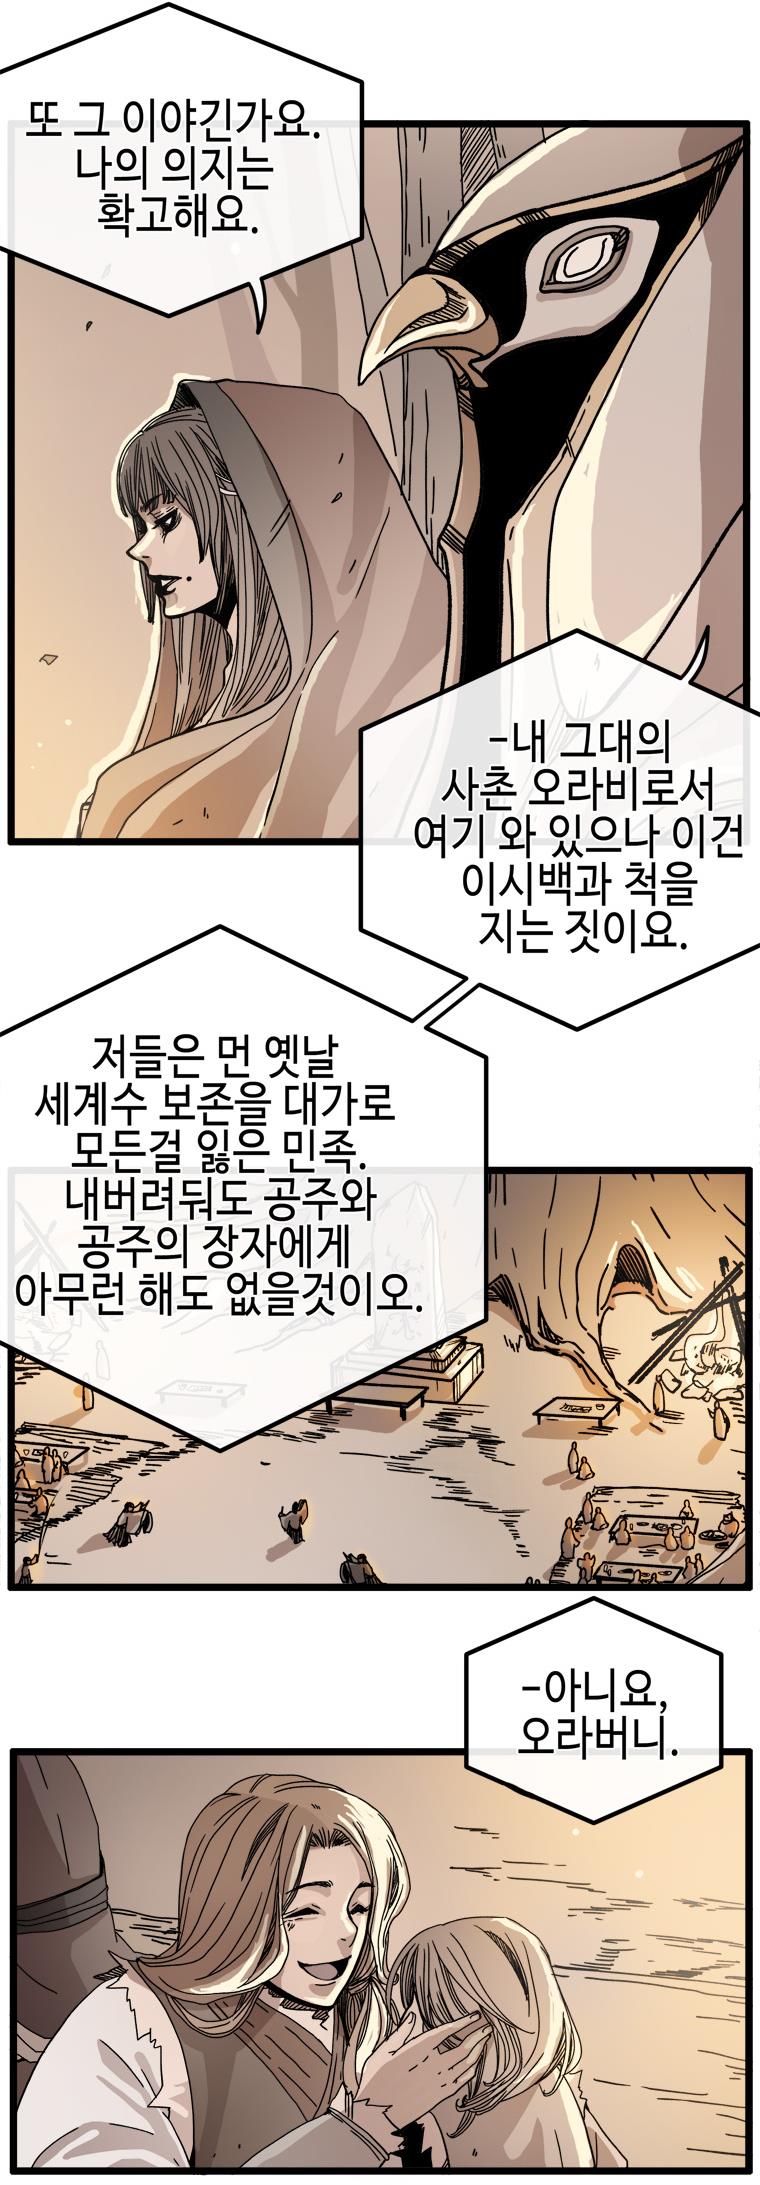 또 그 이야긴가요.
나의 의지는
확고해요.
-내 그대의
사촌 오라비로서
여기 와 있으나 이건
이시백과 척을
지는 짓이요.
저들은 먼 옛날
세계수 보존을 대가로
모든걸 잃은 민족.
내버려둬도 공주와
공주의 장자에게
아무런 해도 없을것이오.
-아니요,
오라버니.